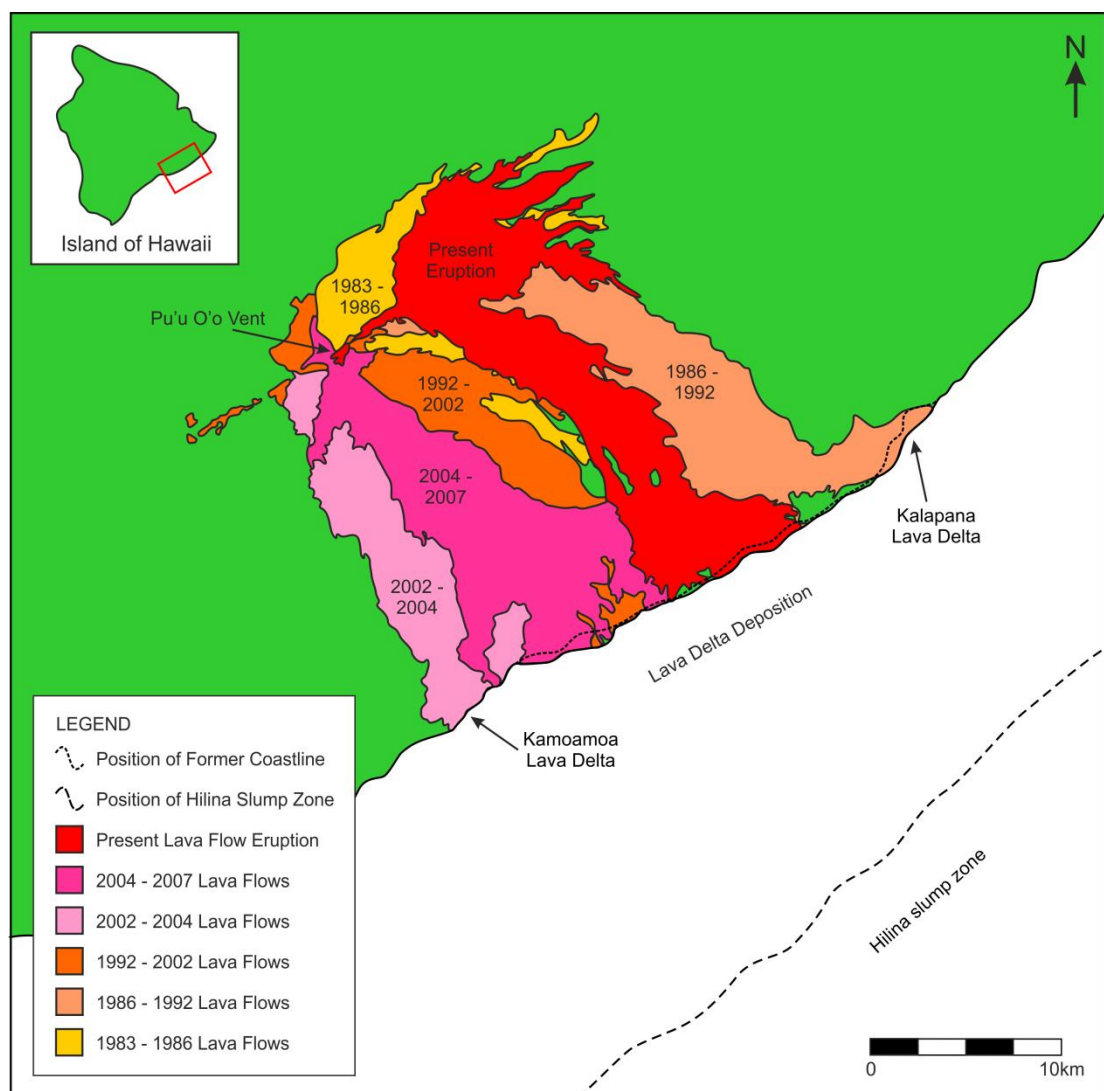 N
Island of Hawaii
Present
Eruption
1983 -
1986
Pu'u O'o Vent
1992 -
2002
1986 -
1992
2004 -
2007
Kalapana
Lava Delta
2002 -
2004
Lava Delta Deposition
Kamoamoa
Lava Delta
LEGEND
Position of Former Coastline
Position of Hilina Slump Zone
Present Lava Flow Eruption
2004 - 2007 Lava Flows
2002 - 2004 Lava Flows
1992 - 2002 Lava Flows
1986 - 1992 Lava Flows
1983 - 1986 Lava Flows
Hilina slump zone
0 10km